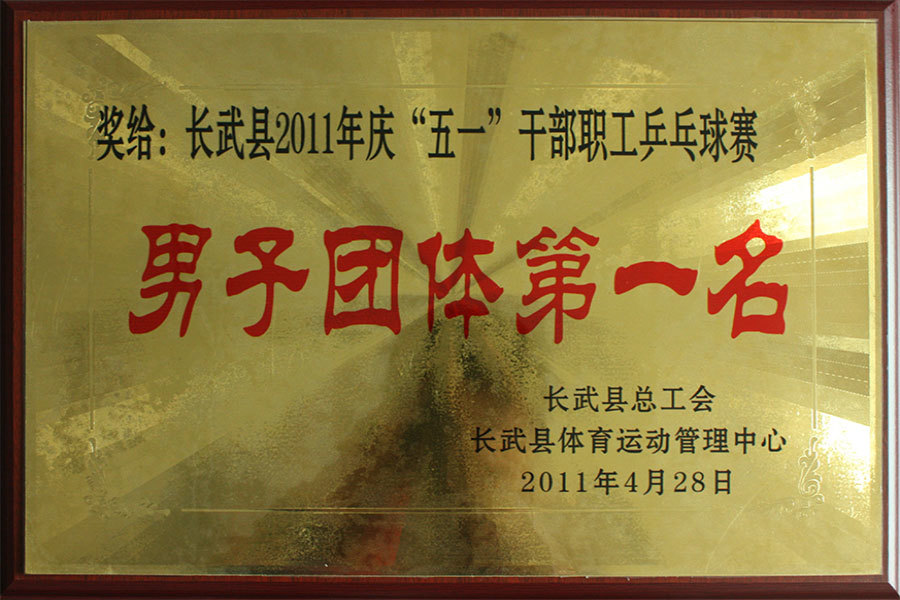 奖给：长武县2011年庆“五一”干部职工乒乓球赛
男子团体第一名
长武县总工会
长武县体育运动管理中心
2011年4月28日